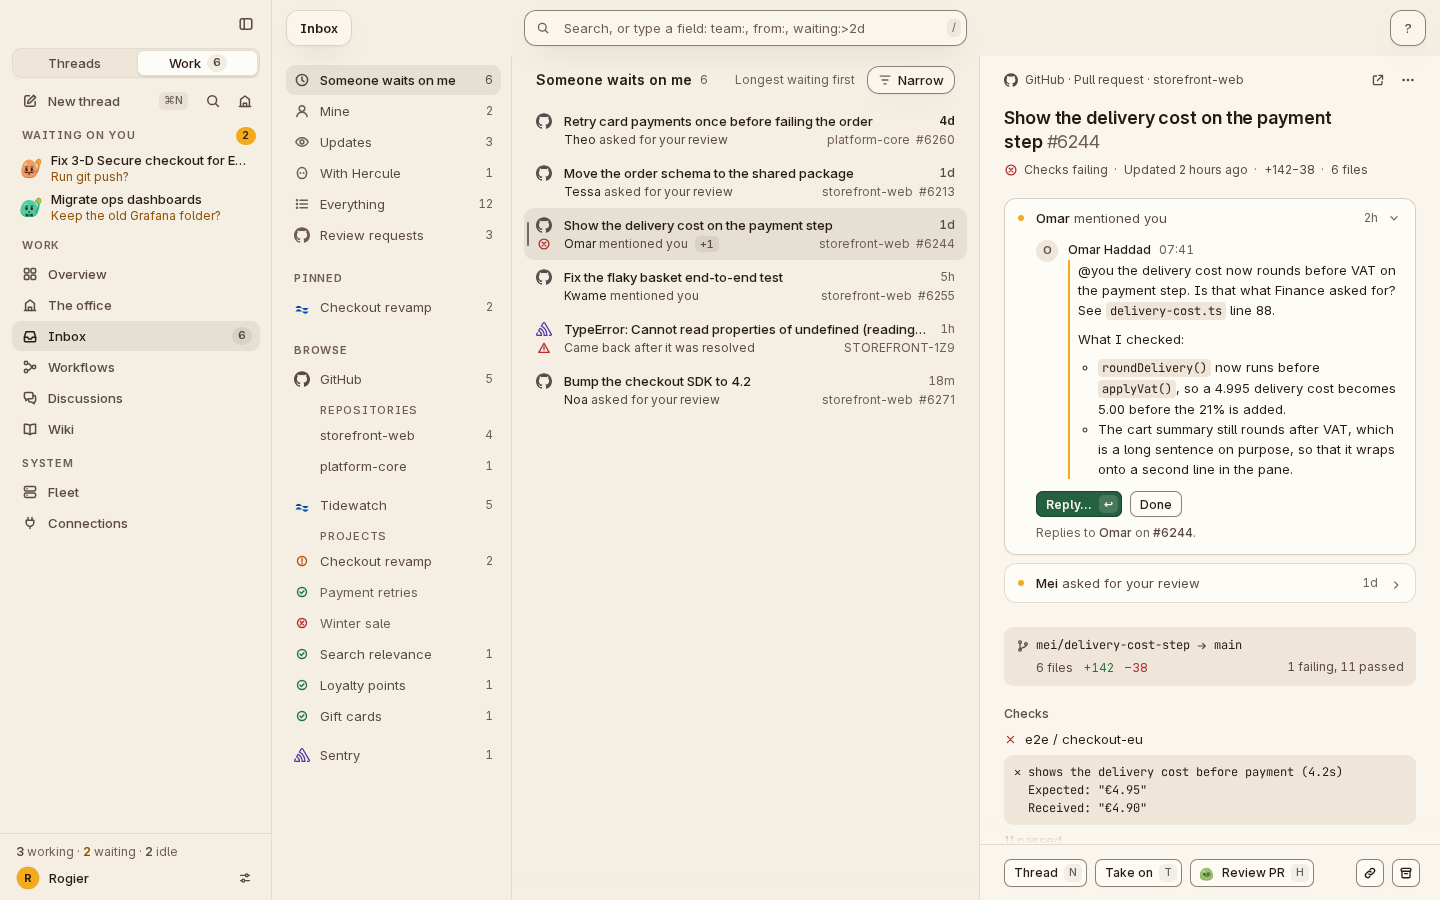 Threads
Work 6
New thread ⌘N
WAITING ON YOU 2
Fix 3-D Secure checkout for E…
Run git push?
Migrate ops dashboards
Keep the old Grafana folder?
WORK
Overview
The office
Inbox 6
Workflows
Discussions
Wiki
SYSTEM
Fleet
Connections
3 working · 2 waiting · 2 idle
R Rogier
Inbox
Someone waits on me 6
Mine 2
Updates 3
With Hercule 1
Everything 12
Review requests 3
PINNED
Checkout revamp 2
BROWSE
GitHub 5
REPOSITORIES
storefront-web 4
platform-core 1
Tidewatch 5
PROJECTS
Checkout revamp 2
Payment retries
Winter sale
Search relevance 1
Loyalty points 1
Gift cards 1
Sentry 1
Search, or type a field: team:, from:, waiting:>2d /
?
Someone waits on me 6 Longest waiting first Narrow
Retry card payments once before failing the order 4d
Theo asked for your review platform-core #6260
Move the order schema to the shared package 1d
Tessa asked for your review storefront-web #6213
Show the delivery cost on the payment step 1d
Omar mentioned you +1 storefront-web #6244
Fix the flaky basket end-to-end test 5h
Kwame mentioned you storefront-web #6255
TypeError: Cannot read properties of undefined (reading… 1h
Came back after it was resolved STOREFRONT-1Z9
Bump the checkout SDK to 4.2 18m
Noa asked for your review storefront-web #6271
GitHub · Pull request · storefront-web
Show the delivery cost on the payment
step #6244
Checks failing · Updated 2 hours ago · +142−38 · 6 files
Omar mentioned you 2h
O Omar Haddad 07:41
@you the delivery cost now rounds before VAT on
the payment step. Is that what Finance asked for?
See delivery-cost.ts line 88.
What I checked:
roundDelivery() now runs before
applyVat(), so a 4.995 delivery cost becomes
5.00 before the 21% is added.
The cart summary still rounds after VAT, which
is a long sentence on purpose, so that it wraps
onto a second line in the pane.
Reply… ↩ Done
Replies to Omar on #6244.
Mei asked for your review 1d
mei/delivery-cost-step → main
6 files +142 −38 1 failing, 11 passed
Checks
e2e / checkout-eu
× shows the delivery cost before payment (4.2s)
Expected: "€4.95"
Received: "€4.90"
11 passed
Thread N Take on T Review PR H